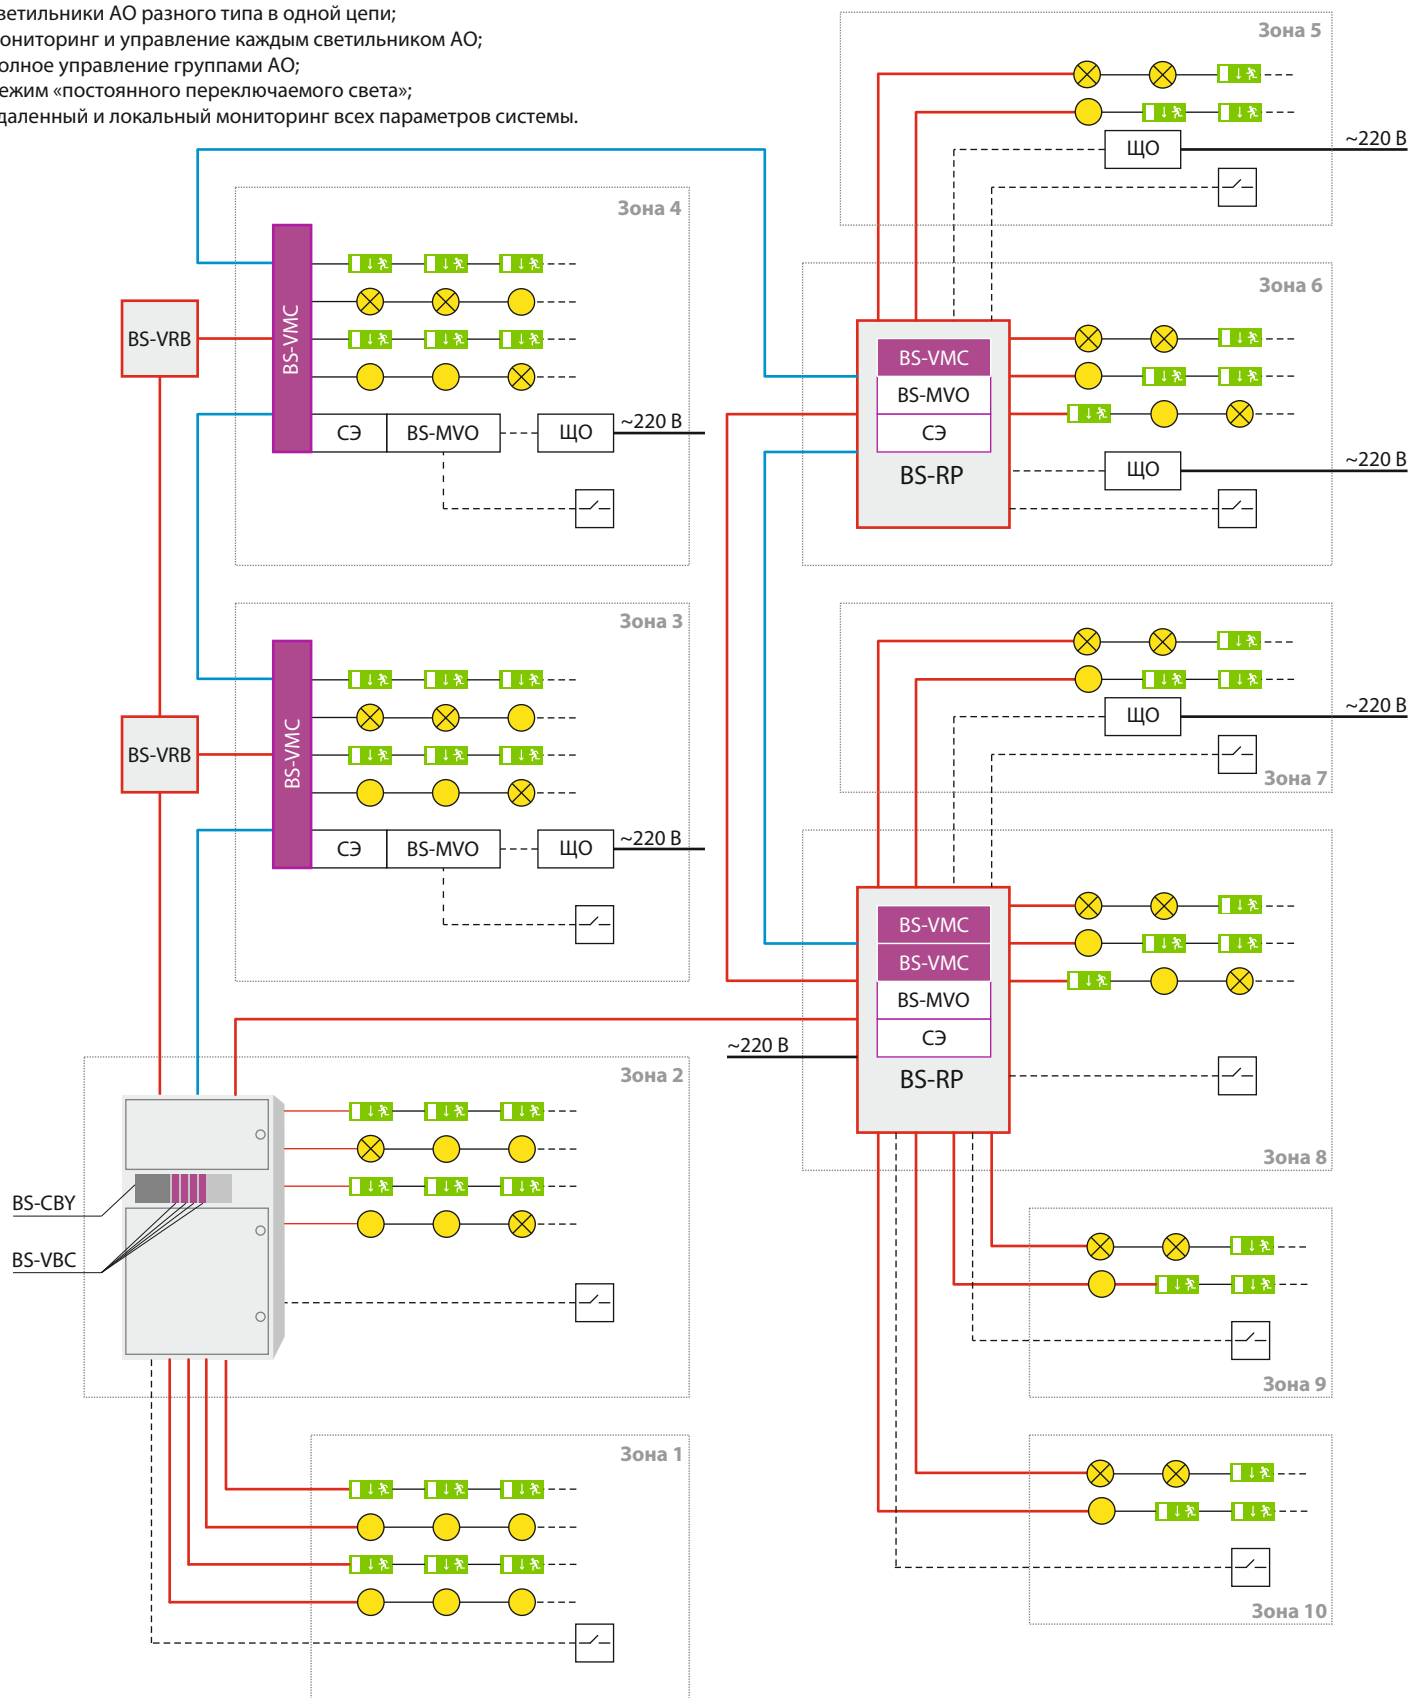 ветильники АО разного типа в одной цепи;
ониторинг и управление каждым светильником АО;
олное управление группами АО;
ежим «постоянного переключаемого света»;
даленный и локальный мониторинг всех параметров системы.
Зона 5
ЩО
~220 В
Зона 4
BS-VMC
BS-VRB
СЭ
BS-MVO
ЩО
~220 В
Зона 6
BS-VMC
BS-MVO
СЭ
BS-RP
ЩО
~220 В
Зона 3
BS-VMC
BS-VRB
СЭ
BS-MVO
ЩО
~220 В
ЩО
~220 В
Зона 7
BS-VMC
BS-VMC
BS-MVO
СЭ
BS-RP
~220 В
Зона 8
Зона 2
BS-CBY
BS-VBC
Зона 9
Зона 1
Зона 10